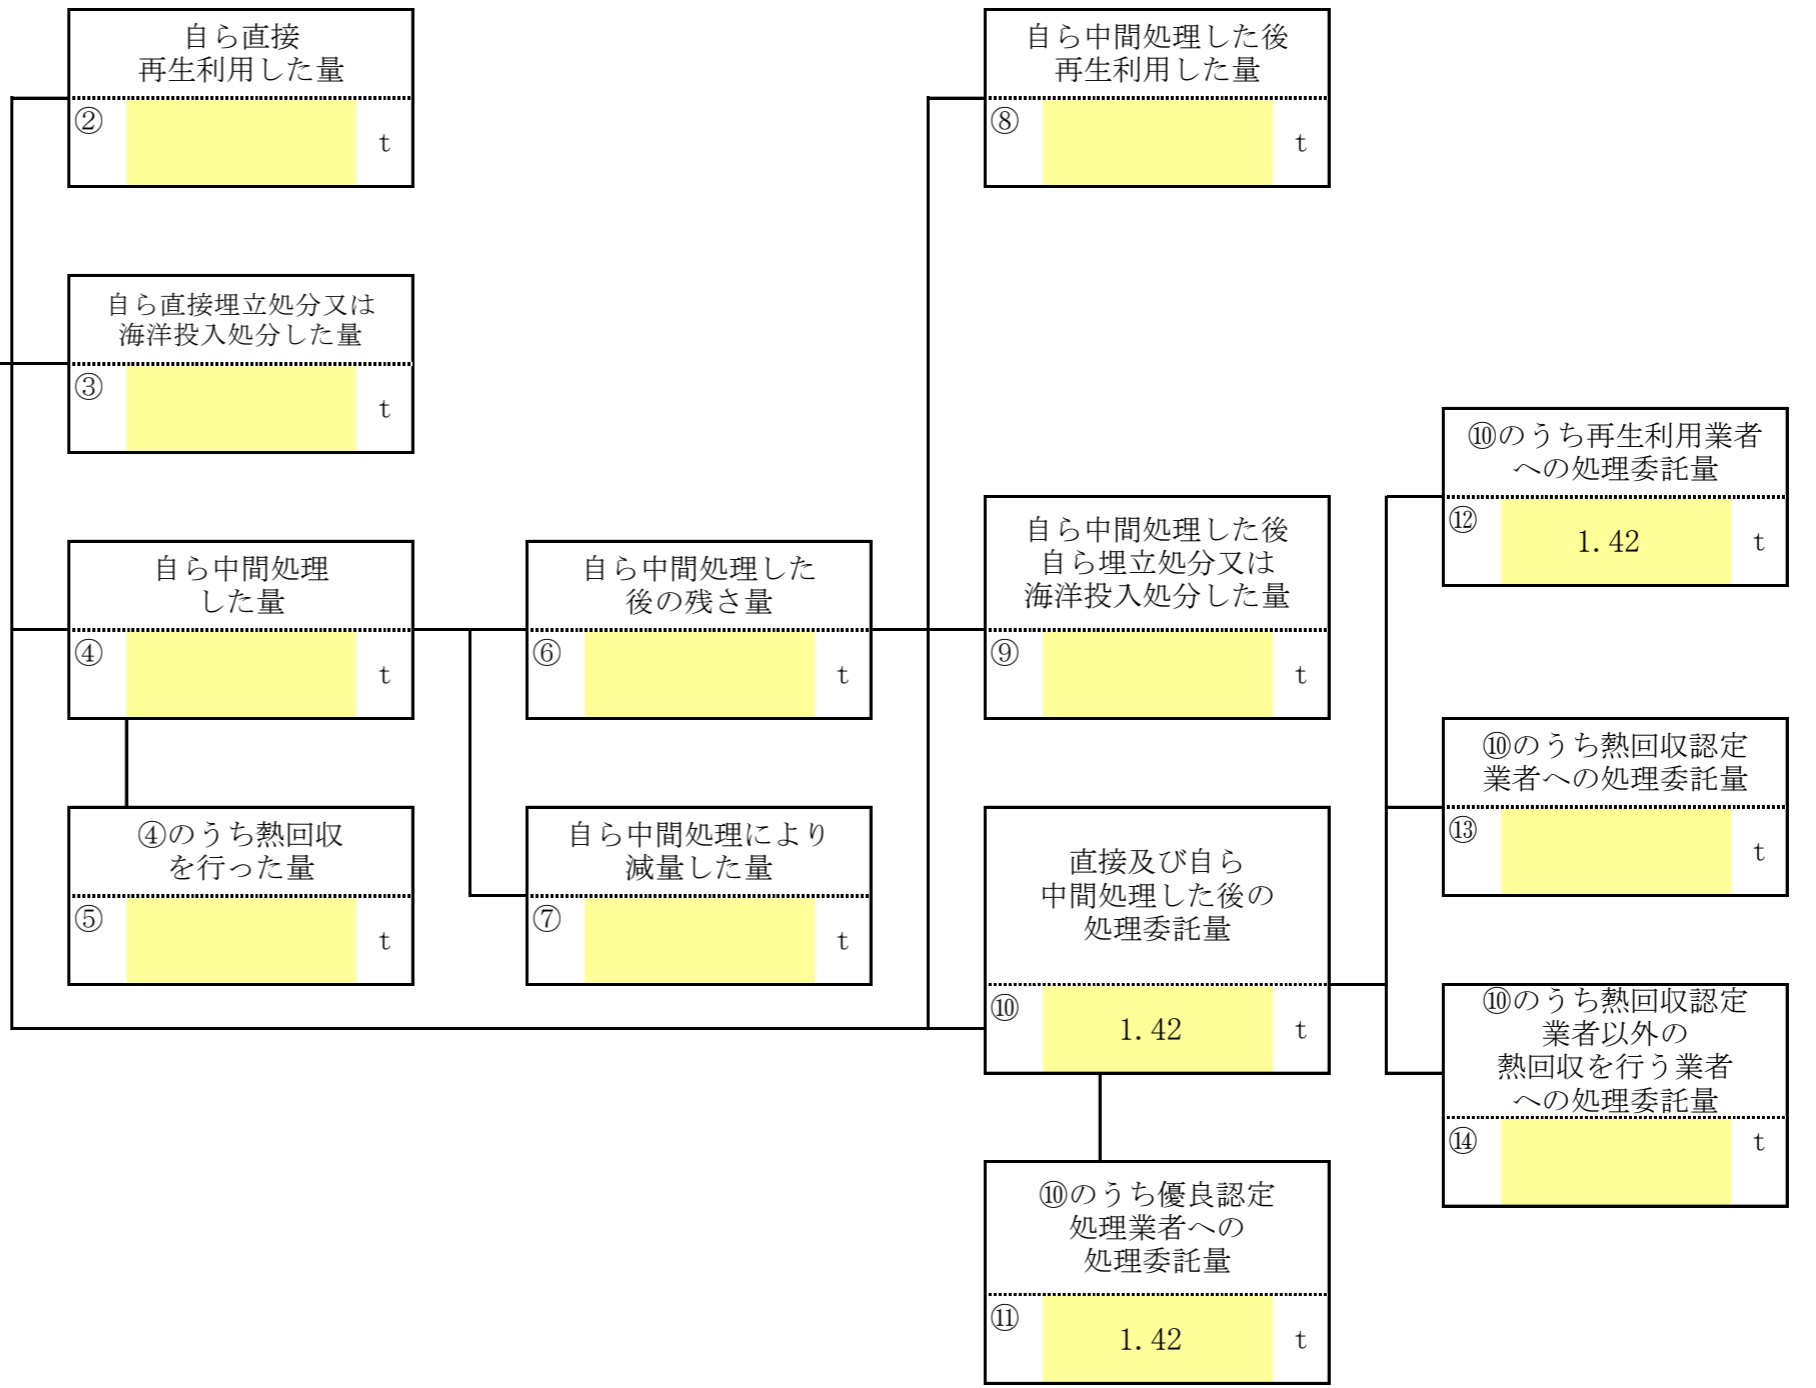 自ら直接
再生利用した量
②
t
自ら直接埋立処分又は
海洋投入処分した量
③
t
自ら中間処理
した量
④
t
④のうち熱回収
を行った量
⑤
t
自ら中間処理した
後の残さ量
⑥
t
自ら中間処理により
減量した量
⑦
t
自ら中間処理した後
再生利用した量
⑧
t
自ら中間処理した後
自ら埋立処分又は
海洋投入処分した量
⑨
t
直接及び自ら
中間処理した後の
処理委託量
⑩ 1.42 t
⑩のうち優良認定
処理業者への
処理委託量
⑪ 1.42 t
⑩のうち再生利用業者
への処理委託量
⑫ 1.42 t
⑩のうち熱回収認定
業者への処理委託量
⑬
t
⑩のうち熱回収認定
業者以外の
熱回収を行う業者
への処理委託量
⑭
t